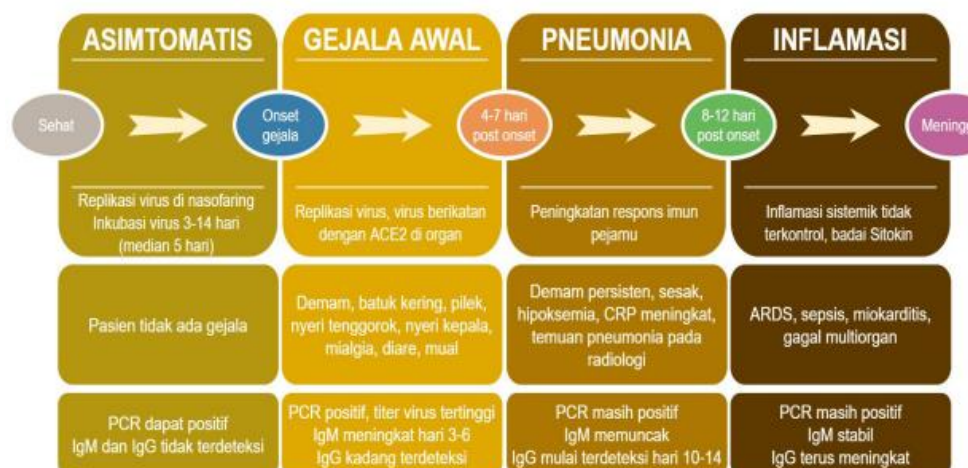 ASIMTOMATIS
GEJALA AWAL
PNEUMONIA
INFLAMASI
Sehat
Onset
gejala
4-7 hari
post onset
8-12 hari
post onset
Replikasi virus di nasofaring
Inkubasi virus 3-14 hari
(median 5 hari)
Replikasi virus, virus berikatan
dengan ACE2 di organ
Peningkatan respons imun
pejamu
Inflamasi sistemik tidak
terkontrol, badai Sitokin
Pasien tidak ada gejala
Demam, batuk kering, pilek,
nyeri tenggorok, nyeri kepala,
mialgia, diare, mual
Demam persisten, sesak,
hipoksemia, CRP meningkat,
temuan pneumonia pada
radiologi
ARDS, sepsis, miokarditis,
gagal multiorgan
PCR dapat positif
IgM dan IgG tidak terdeteksi
PCR positif, titer virus tertinggi
IgM meningkat hari 3-6
IgG kadang terdeteksi
PCR masih positif
IgM memuncak
IgG mulai terdeteksi hari 10-14
PCR masih positif
IgM stabil
IgG terus meningkat